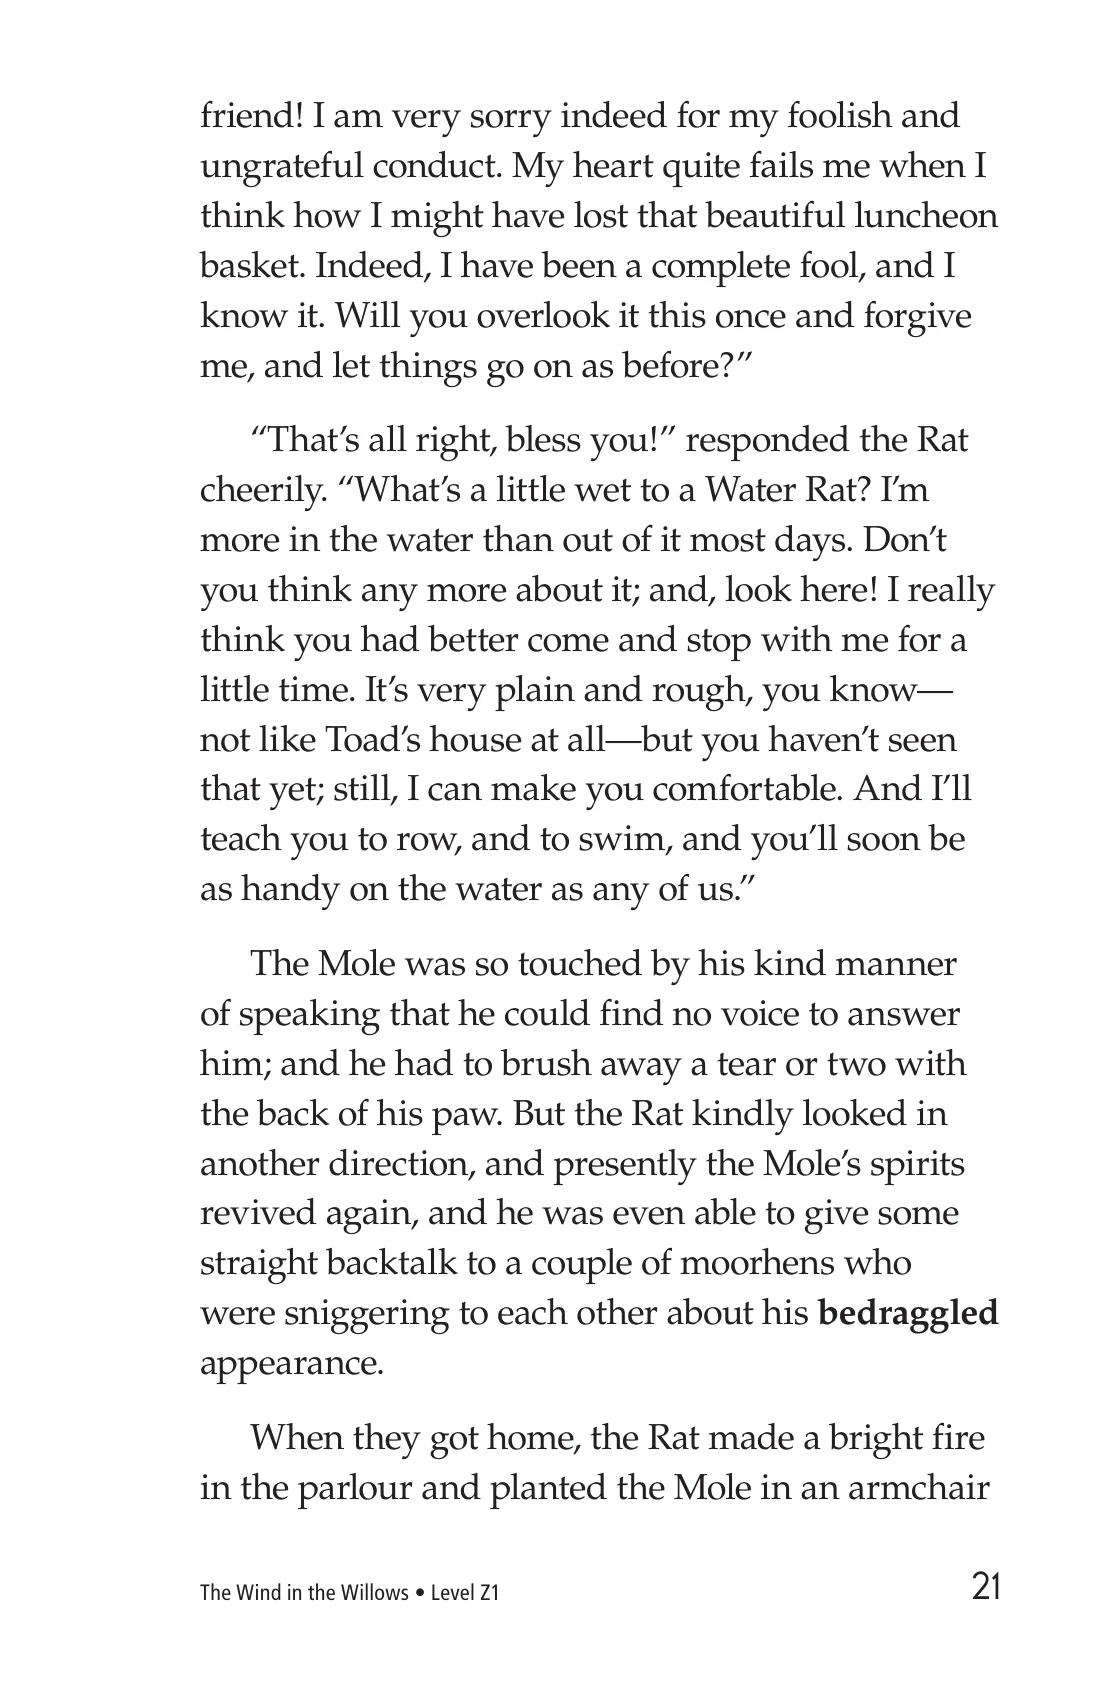 friend! I am very sorry indeed for my foolish and
ungrateful conduct. My heart quite fails me when I
think how I might have lost that beautiful luncheon
basket. Indeed, I have been a complete fool, and I
know it. Will you overlook it this once and forgive
me, and let things go on as before?”
“That’s all right, bless you!” responded the Rat
cheerily. “What’s a little wet to a Water Rat? I’m
more in the water than out of it most days. Don’t
you think any more about it; and, look here! I really
think you had better come and stop with me for a
little time. It’s very plain and rough, you know—
not like Toad’s house at all—but you haven’t seen
that yet; still, I can make you comfortable. And I’ll
teach you to row, and to swim, and you’ll soon be
as handy on the water as any of us.”
The Mole was so touched by his kind manner
of speaking that he could find no voice to answer
him; and he had to brush away a tear or two with
the back of his paw. But the Rat kindly looked in
another direction, and presently the Mole’s spirits
revived again, and he was even able to give some
straight backtalk to a couple of moorhens who
were sniggering to each other about his bedraggled
appearance.
When they got home, the Rat made a bright fire
in the parlour and planted the Mole in an armchair
The Wind in the Willows • Level Z1
21